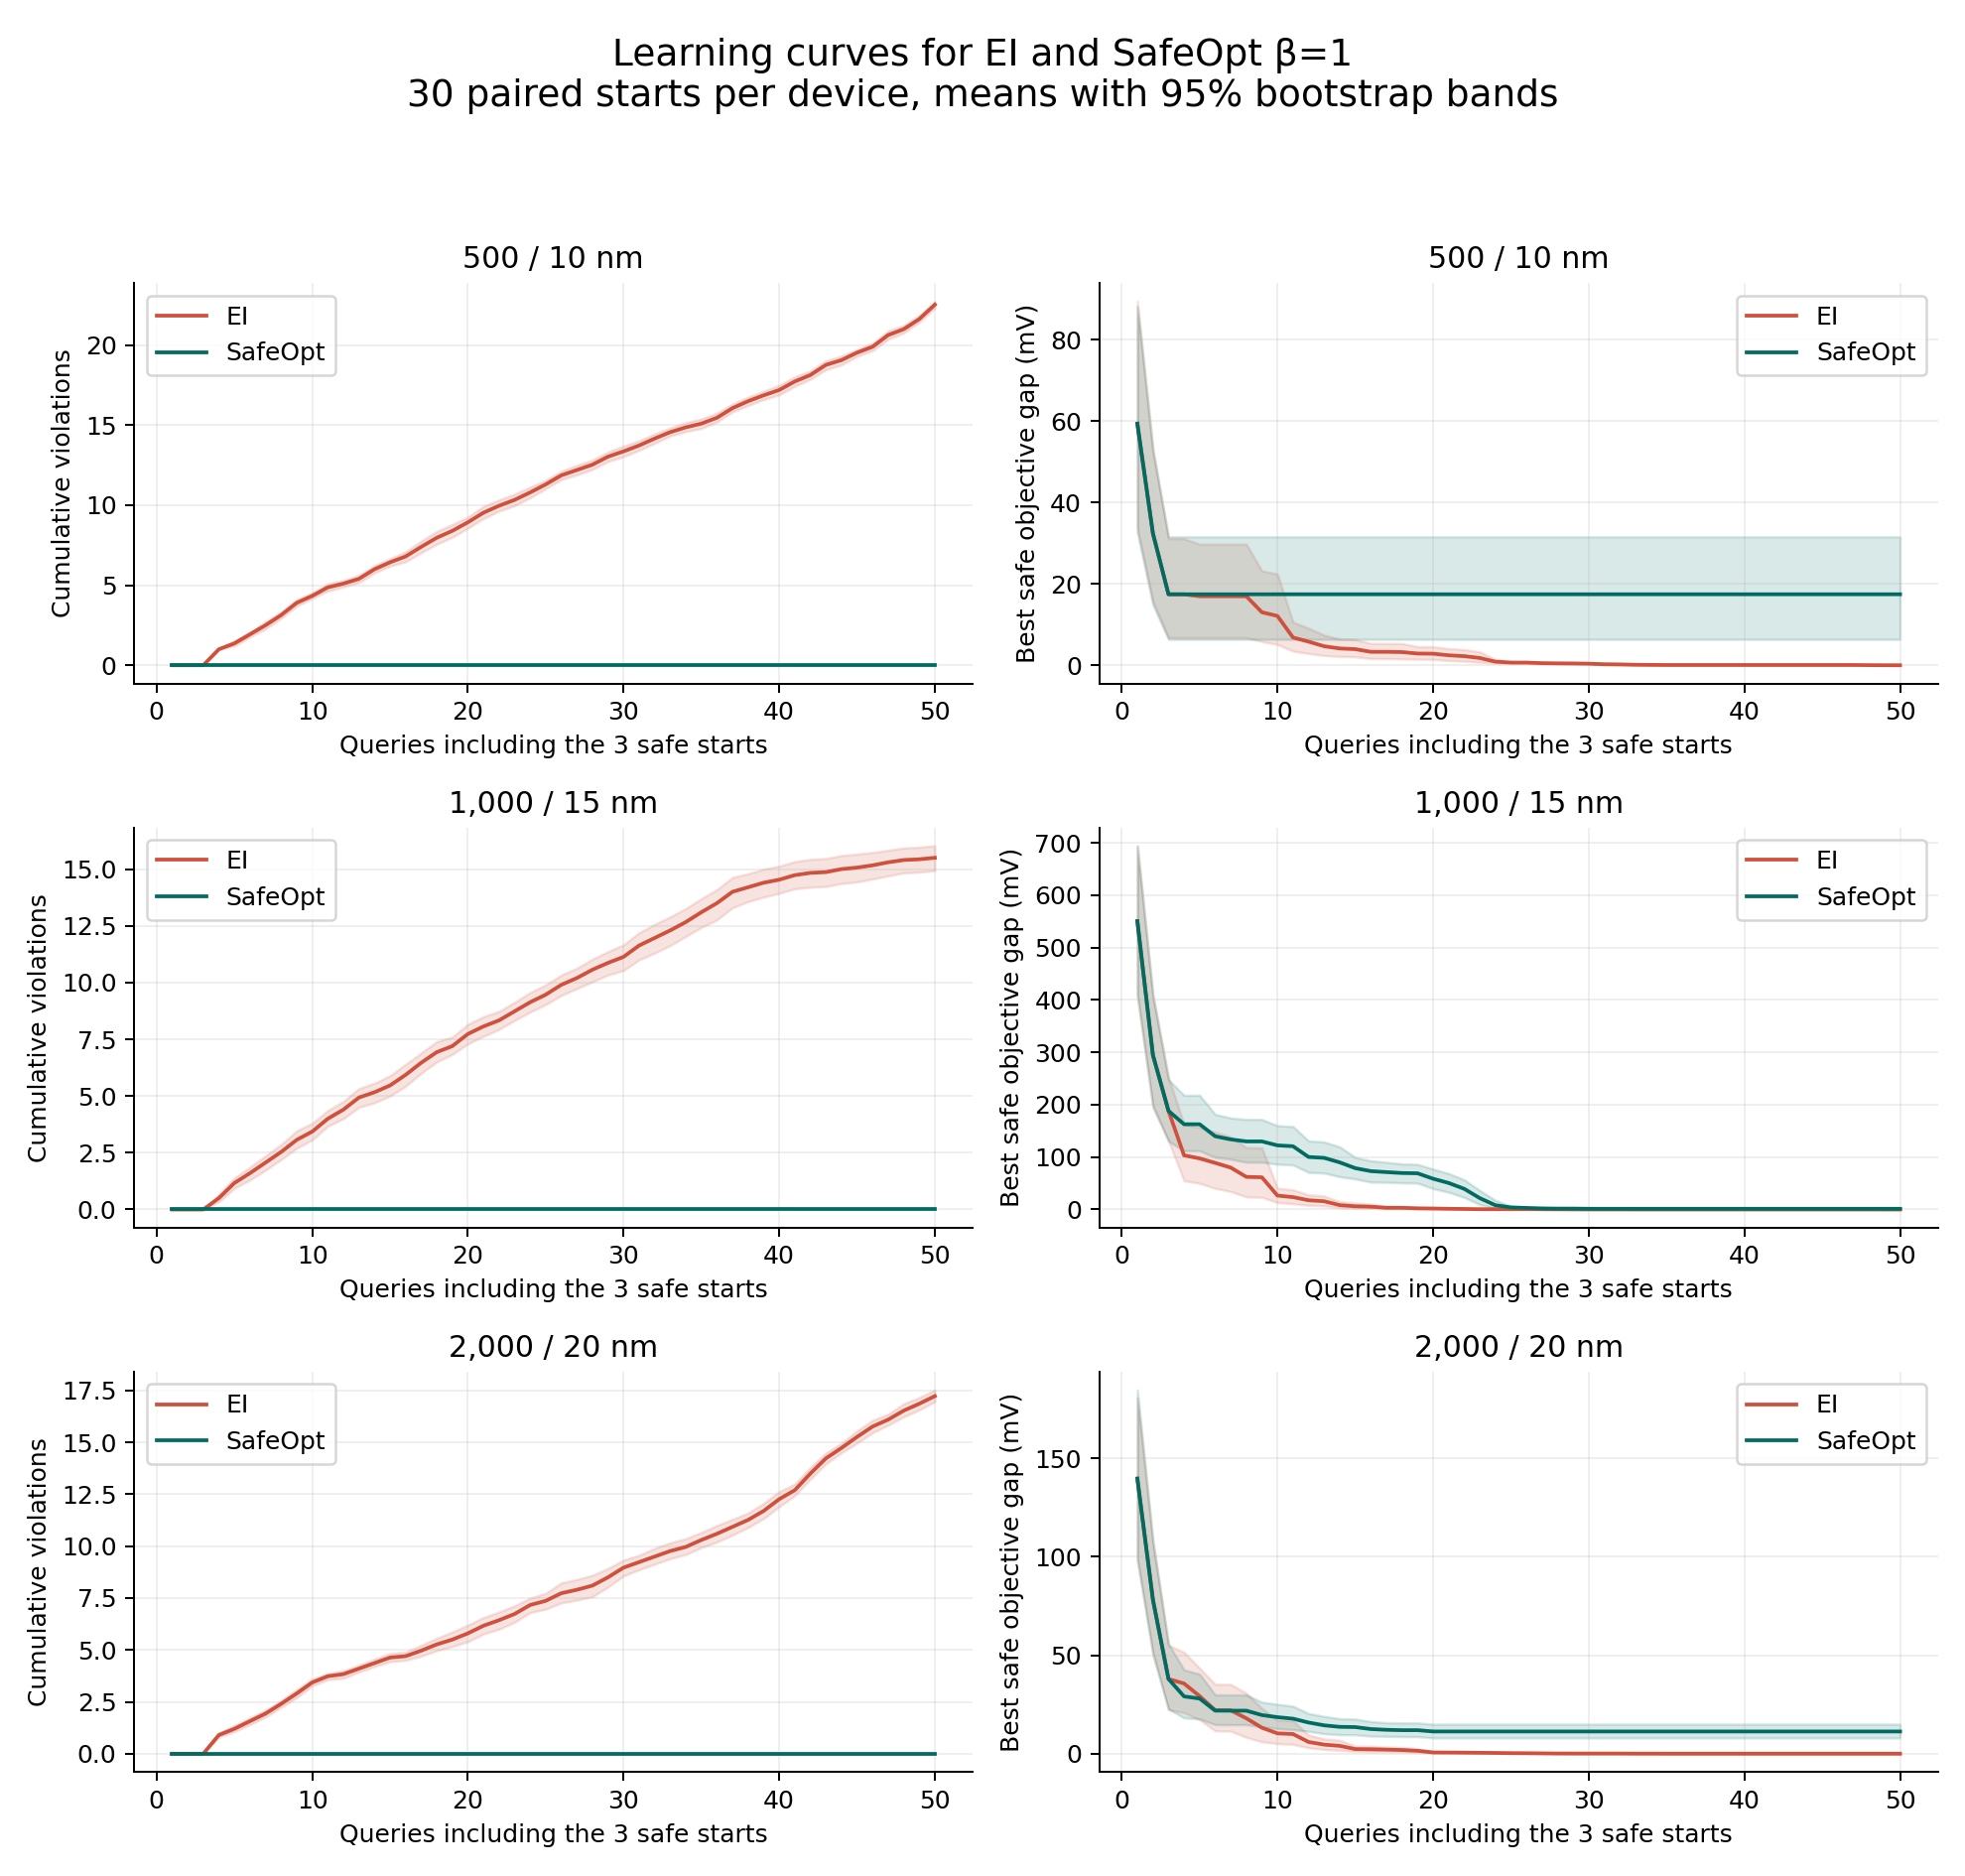 Learning curves for EI and SafeOpt β=1
30 paired starts per device, means with 95% bootstrap bands
500 / 10 nm
EI
SafeOpt
Cumulative violations
20
15
10
5
0
0 10 20 30 40 50
Queries including the 3 safe starts
500 / 10 nm
EI
SafeOpt
Best safe objective gap (mV)
80
60
40
20
0
0 10 20 30 40 50
Queries including the 3 safe starts
1,000 / 15 nm
EI
SafeOpt
Cumulative violations
15.0
12.5
10.0
7.5
5.0
2.5
0.0
0 10 20 30 40 50
Queries including the 3 safe starts
1,000 / 15 nm
EI
SafeOpt
Best safe objective gap (mV)
700
600
500
400
300
200
100
0
0 10 20 30 40 50
Queries including the 3 safe starts
2,000 / 20 nm
EI
SafeOpt
Cumulative violations
17.5
15.0
12.5
10.0
7.5
5.0
2.5
0.0
0 10 20 30 40 50
Queries including the 3 safe starts
2,000 / 20 nm
EI
SafeOpt
Best safe objective gap (mV)
150
100
50
0
0 10 20 30 40 50
Queries including the 3 safe starts